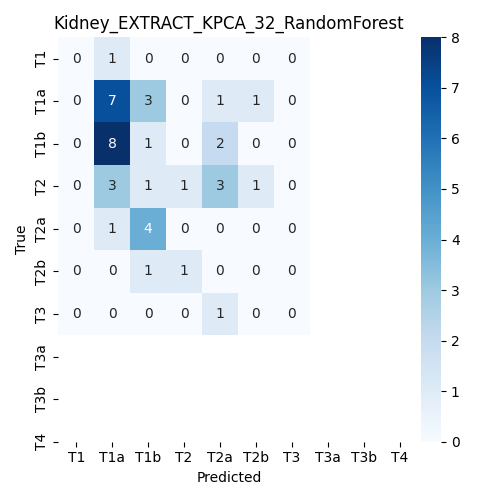 Kidney_EXTRACT_KPCA_32_RandomForest
T1 0 1 0 0 0 0 0
T1a 0 7 3 0 1 1 0
T1b 0 8 1 0 2 0 0
T2 0 3 1 1 3 1 0
T2a 0 1 4 0 0 0 0
T2b 0 0 1 1 0 0 0
T3 0 0 0 0 1 0 0
T3a
T3b
T4
True
T1 T1a T1b T2 T2a T2b T3 T3a T3b T4
Predicted
8
7
6
5
4
3
2
1
0